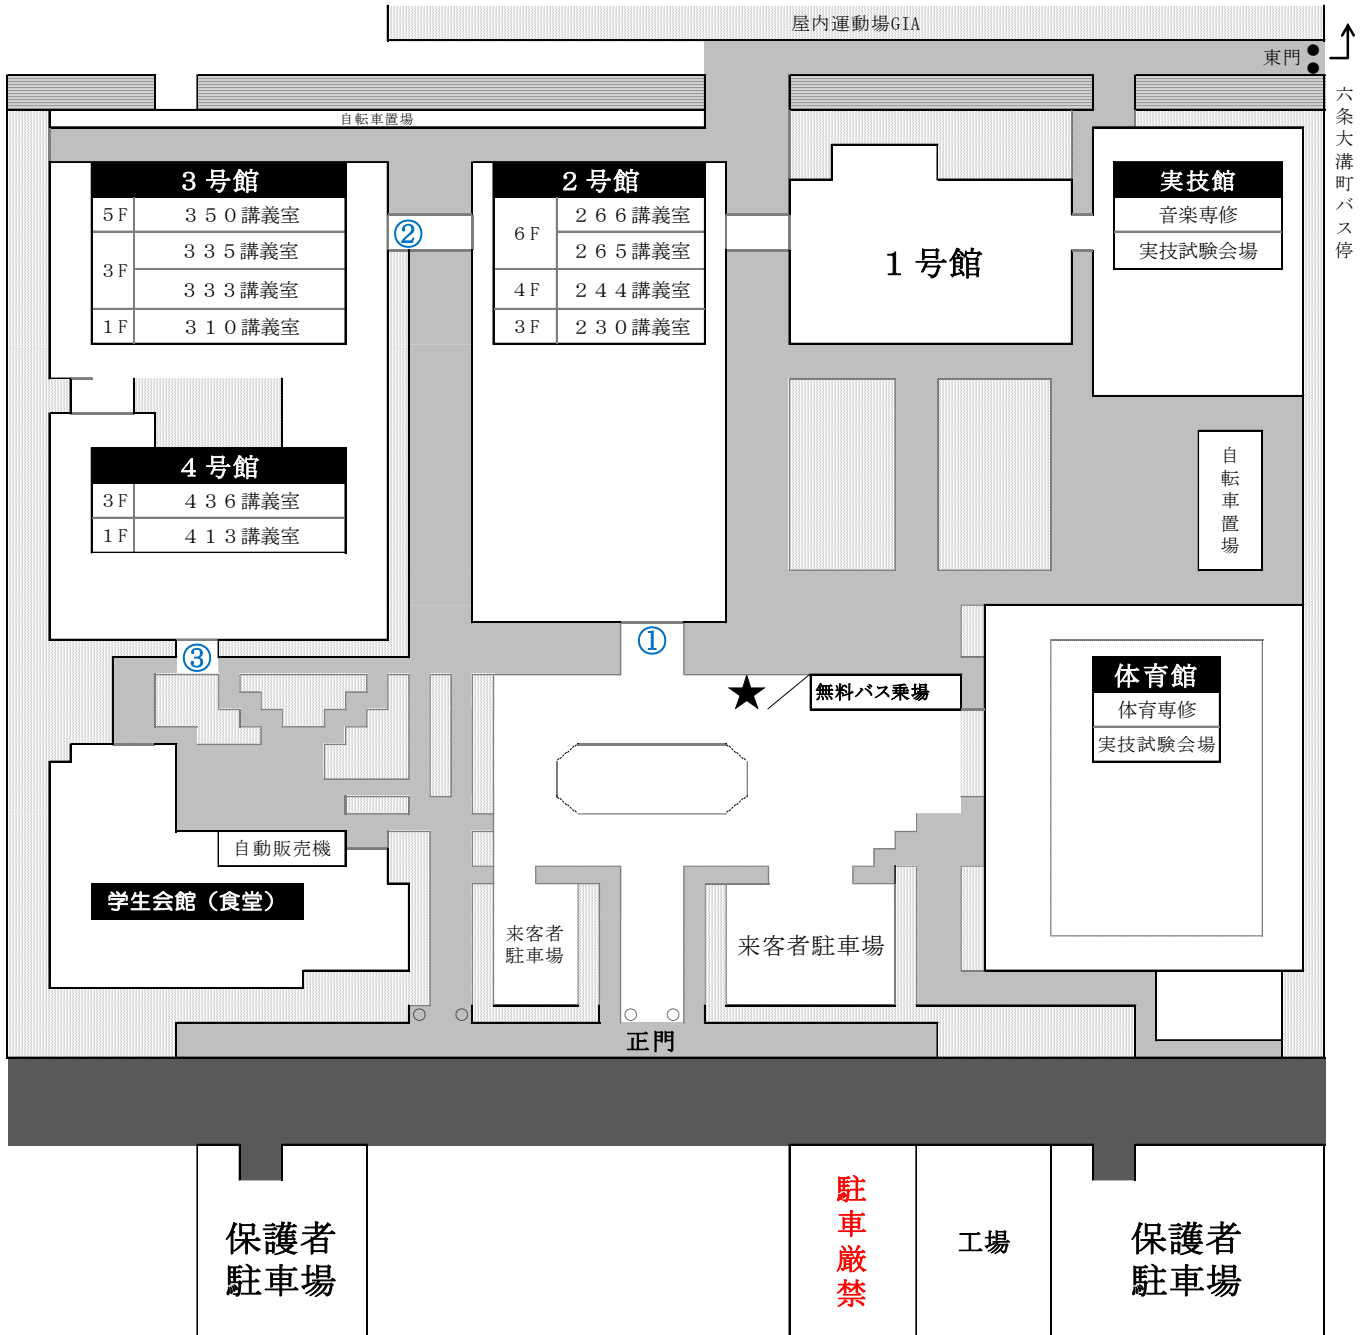 屋内運動場GIA
東門
六条大溝町バス停
自転車置場
３号館
5F ３５０講義室
3F ３３５講義室
３３３講義室
1F ３１０講義室
②
２号館
6F ２６６講義室
２６５講義室
4F ２４４講義室
3F ２３０講義室
１号館
実技館
音楽専修
実技試験会場
４号館
3F ４３６講義室
1F ４１３講義室
自転車置場
③
①
★
無料バス乗場
体育館
体育専修
実技試験会場
自動販売機
学生会館（食堂）
来客者
駐車場
来客者駐車場
正門
保護者
駐車場
駐車厳禁
工場
保護者
駐車場